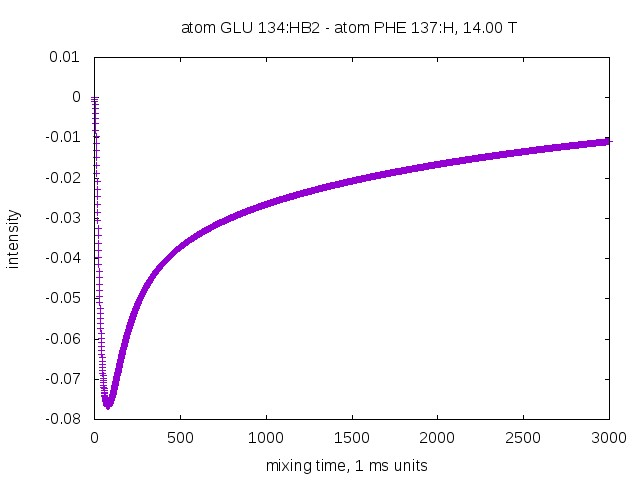 atom GLU 134:HB2 - atom PHE 137:H, 14.00 T
0.01
0
-0.01
-0.02
-0.03
-0.04
-0.05
-0.06
-0.07
-0.08
intensity
0 500 1000 1500 2000 2500 3000
mixing time, 1 ms units